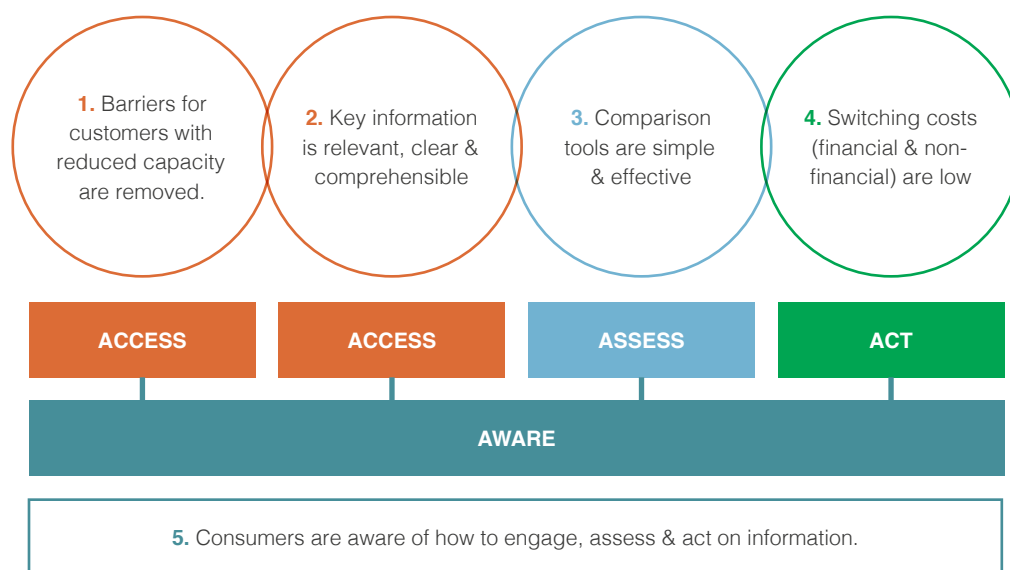 1. Barriers for
customers with
reduced capacity
are removed.
2. Key information
is relevant, clear &
comprehensible
3. Comparison
tools are simple
& effective
4. Switching costs
(financial & non-
financial) are low
ACCESS
ACCESS
ASSESS
ACT
AWARE
5. Consumers are aware of how to engage, assess & act on information.